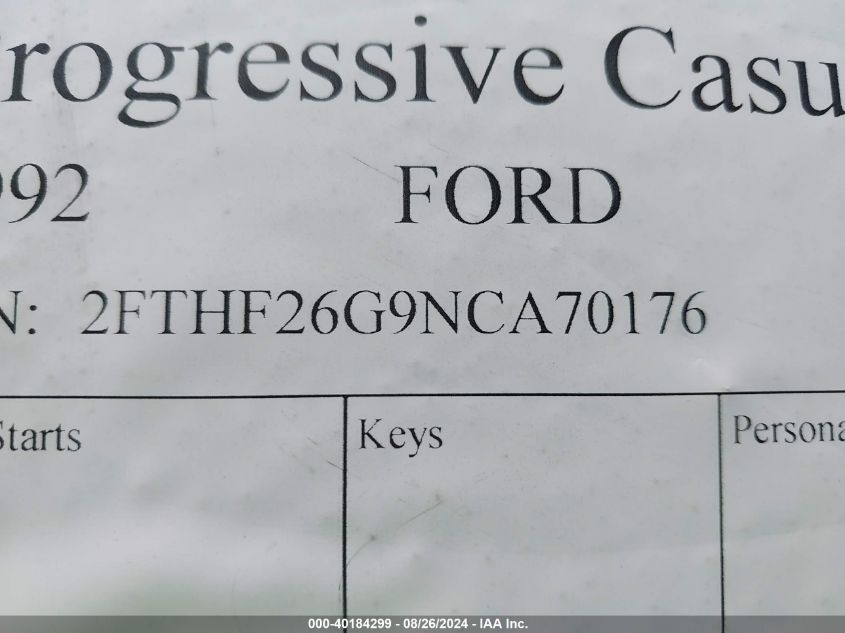 rogressive Casu
992 FORD
N: 2FTHF26G9NCA70176
Starts Keys Persona
000-40184299 - 08/26/2024 - IAA Inc.